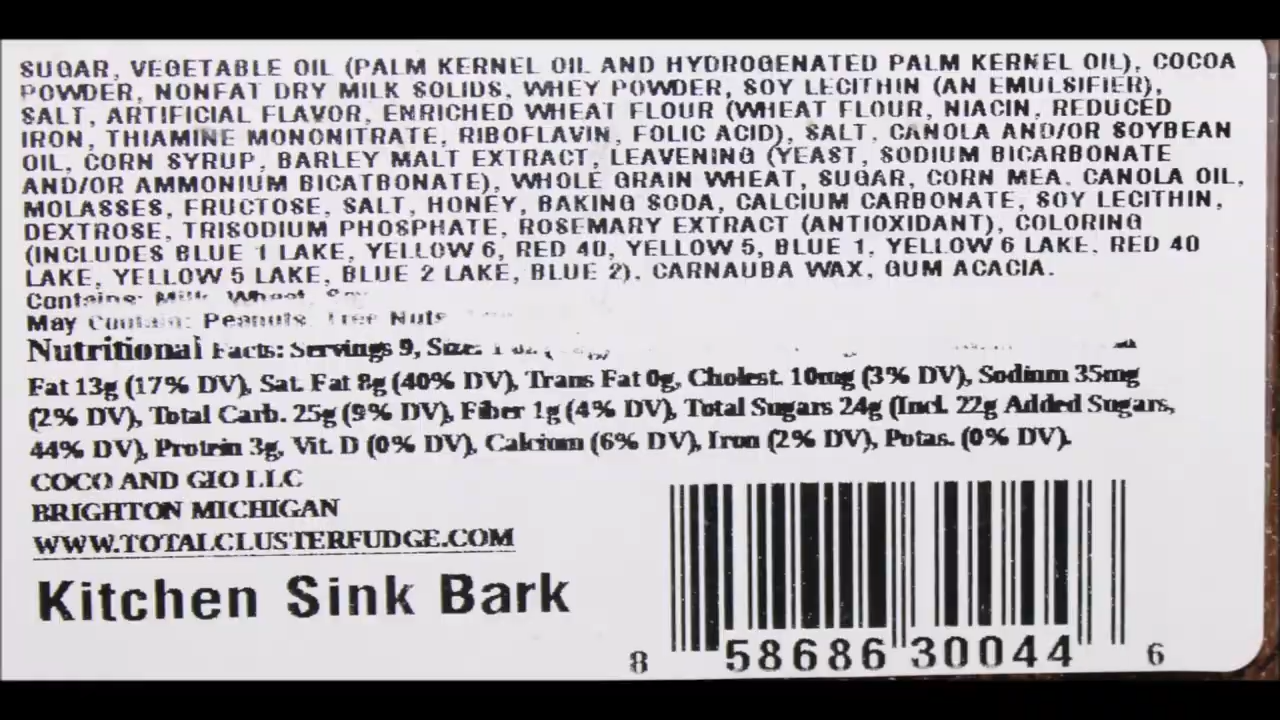 SUGAR, VEGETABLE OIL (PALM KERNEL OIL AND HYDROGENATED PALM KERNEL OIL), COCOA
POWDER, NONFAT DRY MILK SOLIDS, WHEY POWDER, SOY LECITHIN (AN EMULSIFIER),
SALT, ARTIFICIAL FLAVOR, ENRICHED WHEAT FLOUR (WHEAT FLOUR, NIACIN, REDUCED
IRON, THIAMINE MONONITRATE, RIBOFLAVIN, FOLIC ACID), SALT, CANOLA AND/OR SOYBEAN
OIL, CORN SYRUP, BARLEY MALT EXTRACT, LEAVENING (YEAST, SODIUM BICARBONATE
AND/OR AMMONIUM BICATBONATE), WHOLE GRAIN WHEAT, SUGAR, CORN MEA, CANOLA OIL,
MOLASSES, FRUCTOSE, SALT, HONEY, BAKING SODA, CALCIUM CARBONATE, SOY LECITHIN,
DEXTROSE, TRISODIUM PHOSPHATE, ROSEMARY EXTRACT (ANTIOXIDANT), COLORING
(INCLUDES BLUE 1 LAKE, YELLOW 6, RED 40, YELLOW 5, BLUE 1, YELLOW 6 LAKE, RED 40
LAKE, YELLOW 5 LAKE, BLUE 2 LAKE, BLUE 2), CARNAUBA WAX, GUM ACACIA.
Contains: Milk, Wheat, Soy
May Contain: Peanuts, Tree Nuts
Nutritional Facts: Servings 9, Size:
Fat 13g (17% DV), Sat. Fat 8g (40% DV), Trans Fat 0g, Cholest. 10mg (3% DV), Sodium 35mg
(2% DV), Total Carb. 25g (9% DV), Fiber 1g (4% DV), Total Sugars 24g (Incl. 22g Added Sugars,
44% DV), Protein 3g, Vit. D (0% DV), Calcium (6% DV), Iron (2% DV), Potas. (0% DV).
COCO AND GIO LLC
BRIGHTON MICHIGAN
WWW.TOTALCLUSTERFUDGE.COM
Kitchen Sink Bark
8 58686 30044 6